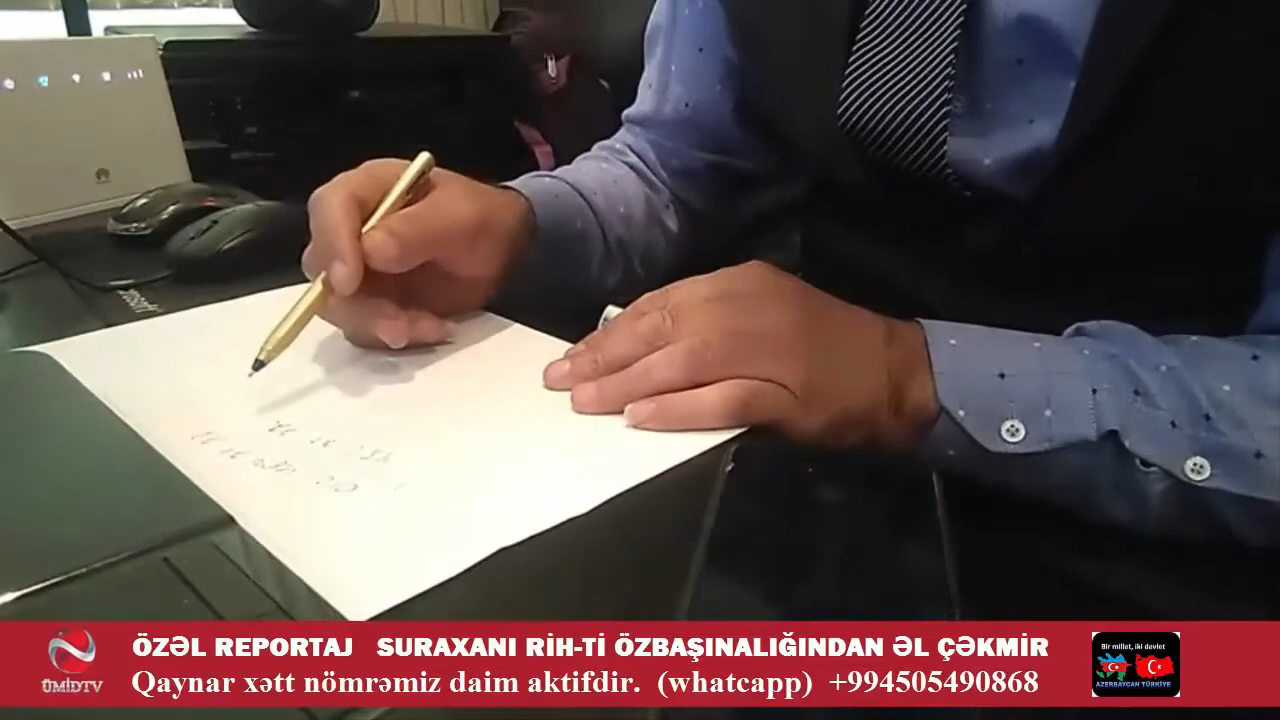 ÖZƏL REPORTAJ SURAXANI RİH-Tİ ÖZBAŞINALIĞINDAN ƏL ÇƏKMİR
Qaynar xətt nömrəmiz daim aktifdir. (whatcapp) +994505490868
ÜMİDTV
Bir millet, iki devlet
AZERBAYCAN TÜRKİYE